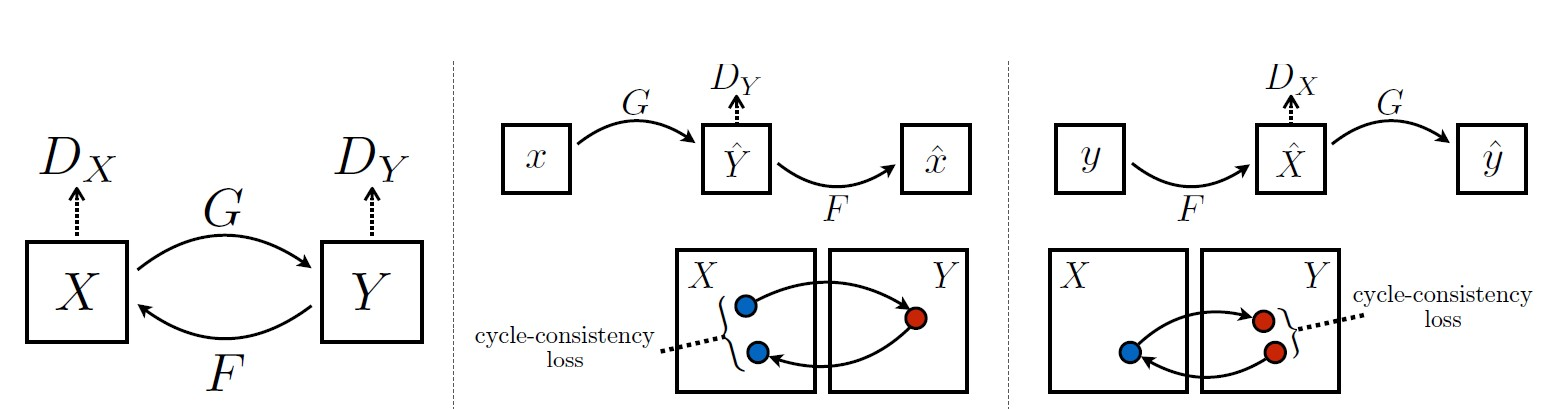 D_X
D_Y
G
X
Y
F
D_Y
G
x
Ŷ
x̂
F
X
Y
cycle-consistency
loss
D_X
G
y
X̂
ŷ
F
X
Y
cycle-consistency
loss